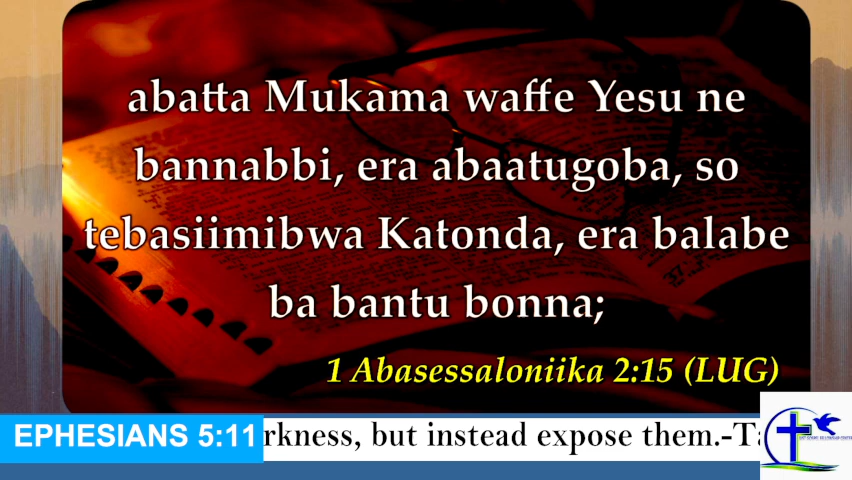 abatta Mukama waffe Yesu ne
bannabbi, era abaatugoba, so
tebasiimibwa Katonda, era balabe
ba bantu bonna;
1 Abasessaloniika 2:15 (LUG)
EPHESIANS 5:11 rkness, but instead expose them.-Ta